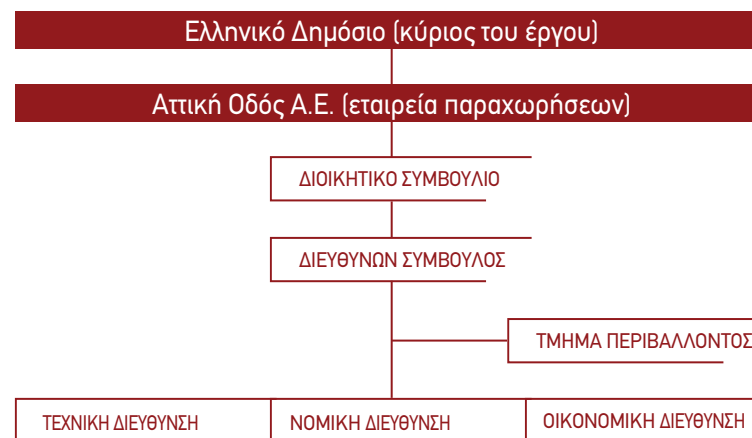 Ελληνικό Δημόσιο (κύριος του έργου)
Αττική Οδός Α.Ε. (εταιρεία παραχωρήσεων)
ΔΙΟΙΚΗΤΙΚΟ ΣΥΜΒΟΥΛΙΟ
ΔΙΕΥΘΥΝΩΝ ΣΥΜΒΟΥΛΟΣ
ΤΜΗΜΑ ΠΕΡΙΒΑΛΛΟΝΤΟΣ
ΤΕΧΝΙΚΗ ΔΙΕΥΘΥΝΣΗ
ΝΟΜΙΚΗ ΔΙΕΥΘΥΝΣΗ
ΟΙΚΟΝΟΜΙΚΗ ΔΙΕΥΘΥΝΣΗ